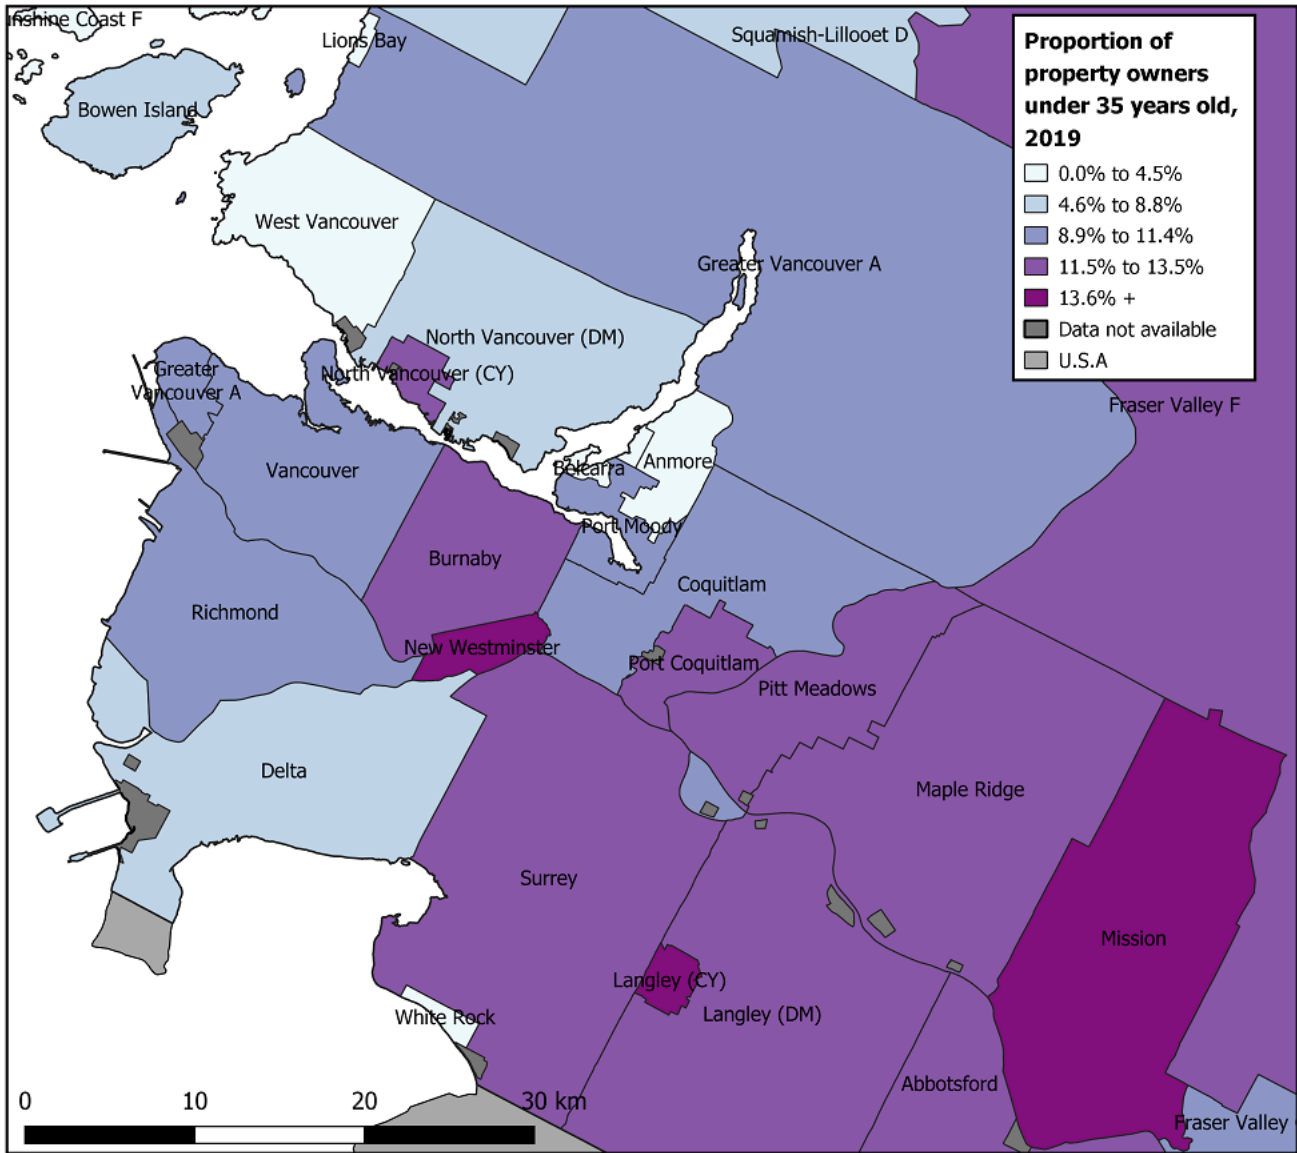 nshine Coast F
Lions Bay
Squamish-Lillooet D
Proportion of
property owners
under 35 years old,
2019
0.0% to 4.5%
4.6% to 8.8%
8.9% to 11.4%
11.5% to 13.5%
13.6% +
Data not available
U.S.A
Bowen Island
West Vancouver
Greater Vancouver A
North Vancouver (DM)
North Vancouver (CY)
Greater
Vancouver A
Fraser Valley F
Vancouver
Belcarra
Anmore
Port Moody
Burnaby
Coquitlam
Richmond
New Westminster
Port Coquitlam
Pitt Meadows
Delta
Maple Ridge
Surrey
Mission
Langley (CY)
Langley (DM)
White Rock
Abbotsford
0 10 20 30 km
Fraser Valley